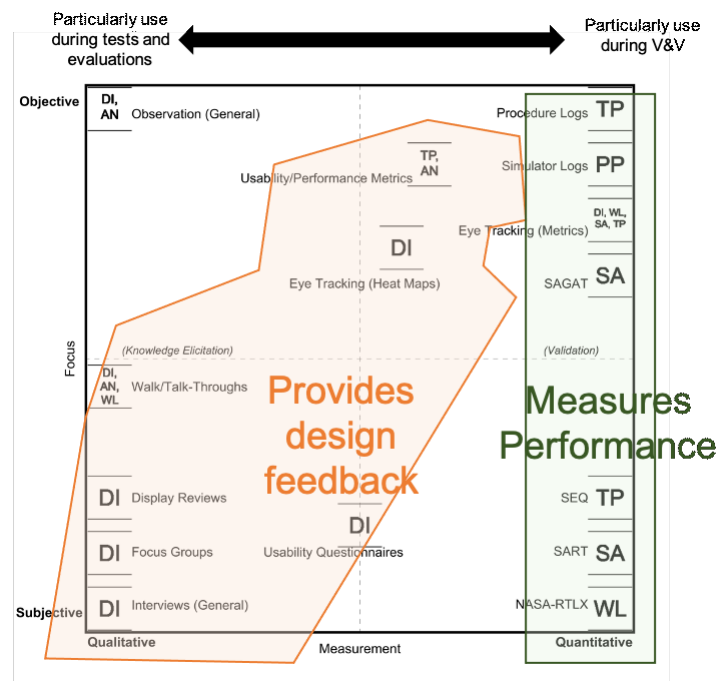 Particularly use
during tests and
evaluations
Particularly use
during V&V
Objective
DI,
AN
Observation (General)
Procedure Logs
TP
Usability/Performance Metrics
TP,
AN
Simulator Logs
PP
Eye Tracking (Metrics)
DI, WL,
SA, TP
DI
Eye Tracking (Heat Maps)
SAGAT
SA
Focus
(Knowledge Elicitation)
(Validation)
DI,
AN,
WL
Walk/Talk-Throughs
Provides
design
feedback
Measures
Performance
DI
Display Reviews
SEQ
TP
DI
Usability Questionnaires
DI
Focus Groups
SART
SA
Subjective
DI
Interviews (General)
NASA-RTLX
WL
Qualitative
Measurement
Quantitative